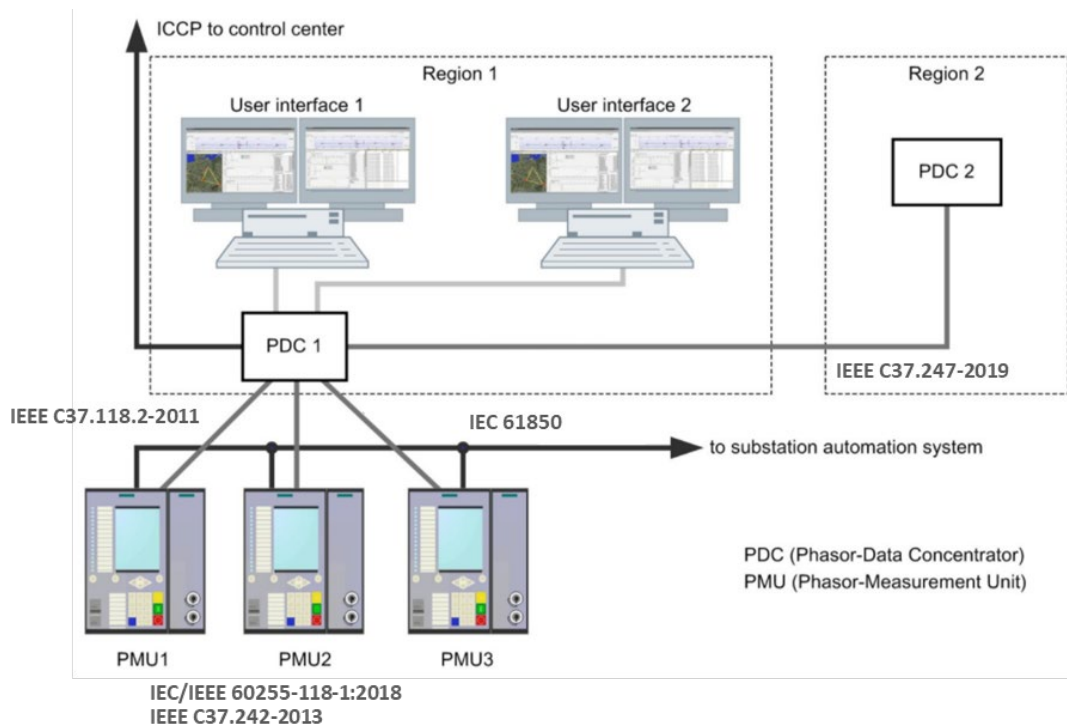 ICCP to control center
Region 1
Region 2
User interface 1
User interface 2
PDC 2
PDC 1
IEEE C37.247-2019
IEEE C37.118.2-2011
IEC 61850
to substation automation system
PDC (Phasor-Data Concentrator)
PMU (Phasor-Measurement Unit)
PMU1
PMU2
PMU3
IEC/IEEE 60255-118-1:2018
IEEE C37.242-2013